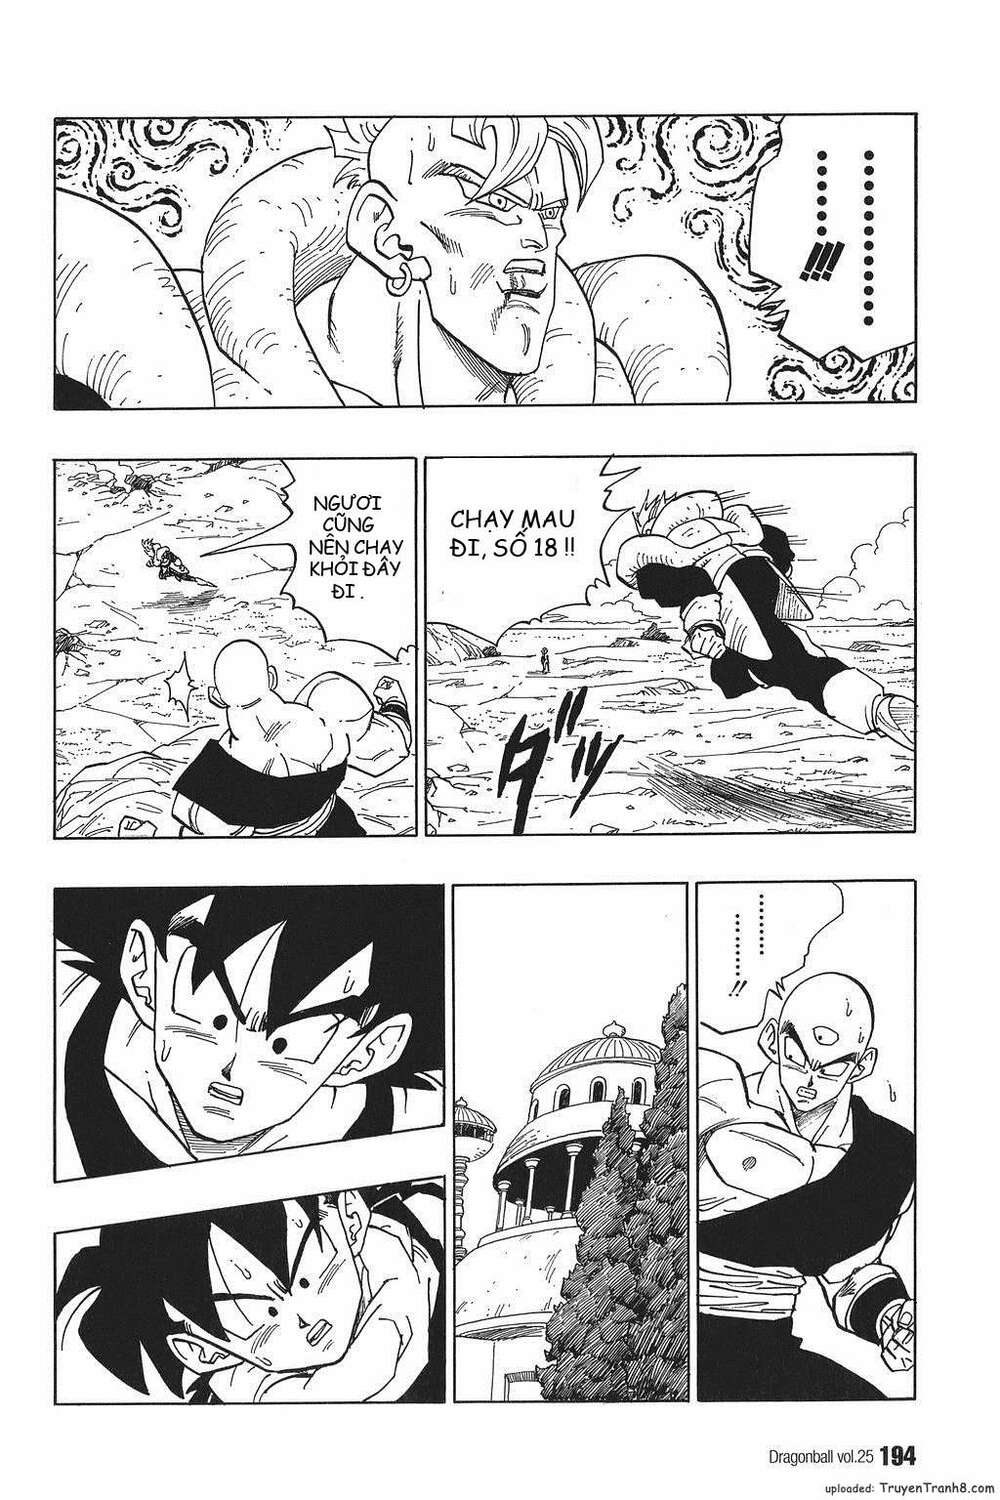 .............
........!!!
CHẠY MAU
ĐI, SỐ 18 !!
ダッ
NGƯƠI
CŨNG
NÊN CHẠY
KHỎI ĐÂY
ĐI .
........
........!!
Dragonball vol.25 194
uploaded: TruyenTranh8.com